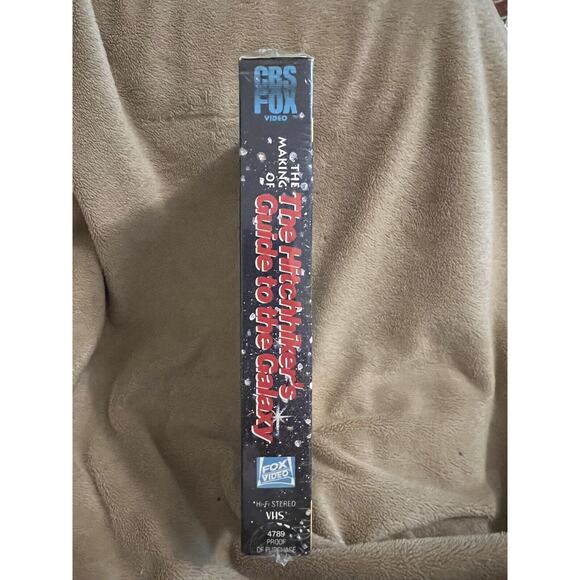 CBS
FOX
VIDEO
THE
MAKING
OF
The Hitchhiker's
Guide to the Galaxy
FOX
VIDEO
Hi-Fi STEREO
VHS
4789
PROOF
OF PURCHASE